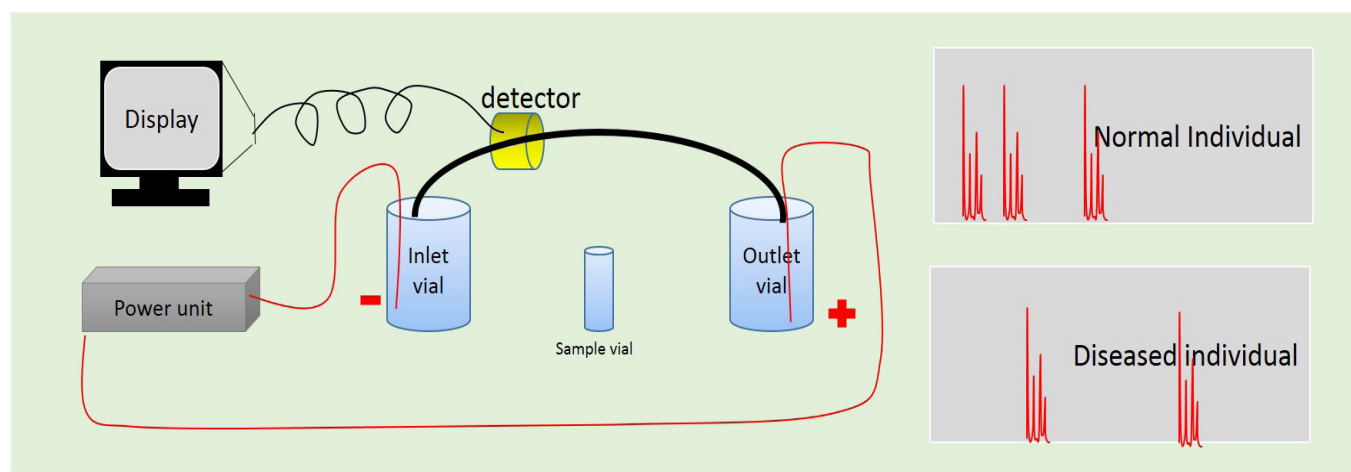 Display
detector
Normal Individual
Inlet
vial
Outlet
vial
Power unit
-
+
Sample vial
Diseased individual